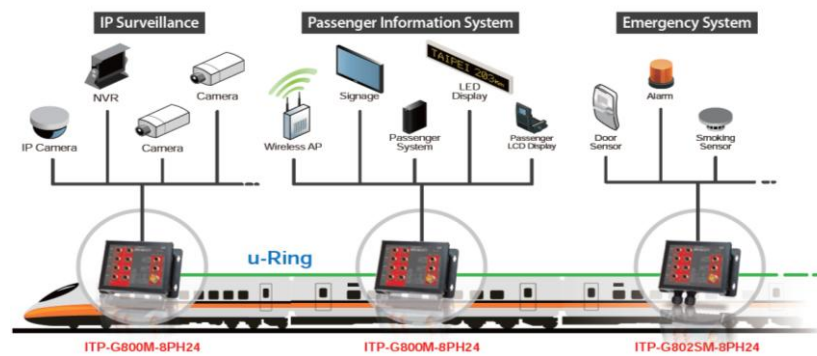 IP Surveillance
Passenger Information System
Emergency System
NVR
Camera
IP Camera
Camera
Signage
LED
Display
Wireless AP
Passenger
System
Passenger
LCD Display
Alarm
Door
Sensor
Smoking
Sensor
u-Ring
ITP-G800M-8PH24
ITP-G800M-8PH24
ITP-G802SM-8PH24